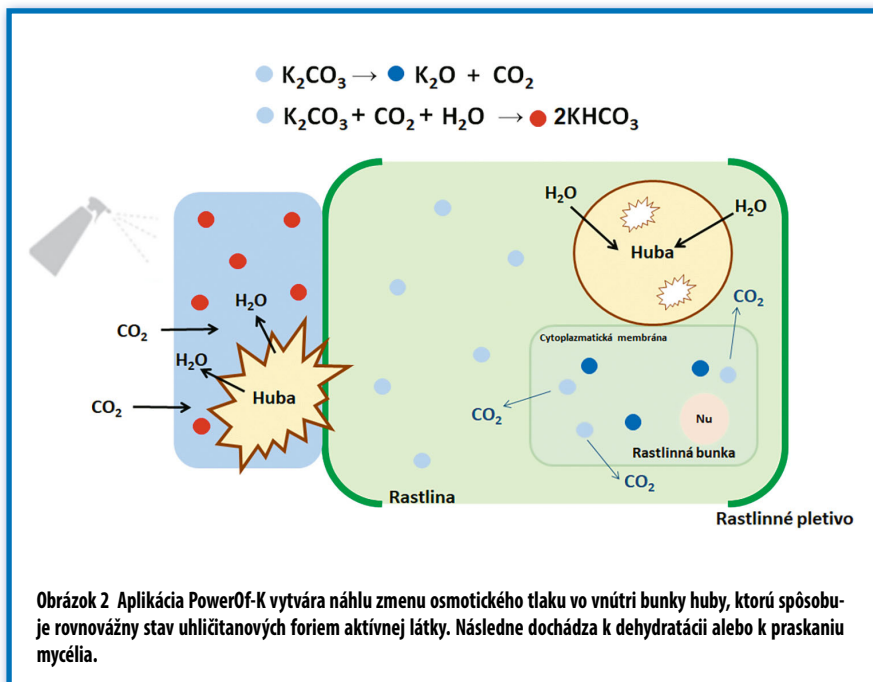 K₂CO₃ → K₂O + CO₂
K₂CO₃ + CO₂ + H₂O → 2KHCO₃
H₂O
H₂O
Huba
CO₂
H₂O
CO₂
Cytoplazmatická membrána
H₂O
Huba
CO₂
CO₂
Nu
Rastlinná bunka
CO₂
Rastlina
Rastlinné pletivo
Obrázok 2 Aplikácia PowerOf-K vytvára náhlu zmenu osmotického tlaku vo vnútri bunky huby, ktorú spôsobu-
je rovnovážny stav uhličitanových foriem aktívnej látky. Následne dochádza k dehydratácii alebo k praskaniu
mycélia.